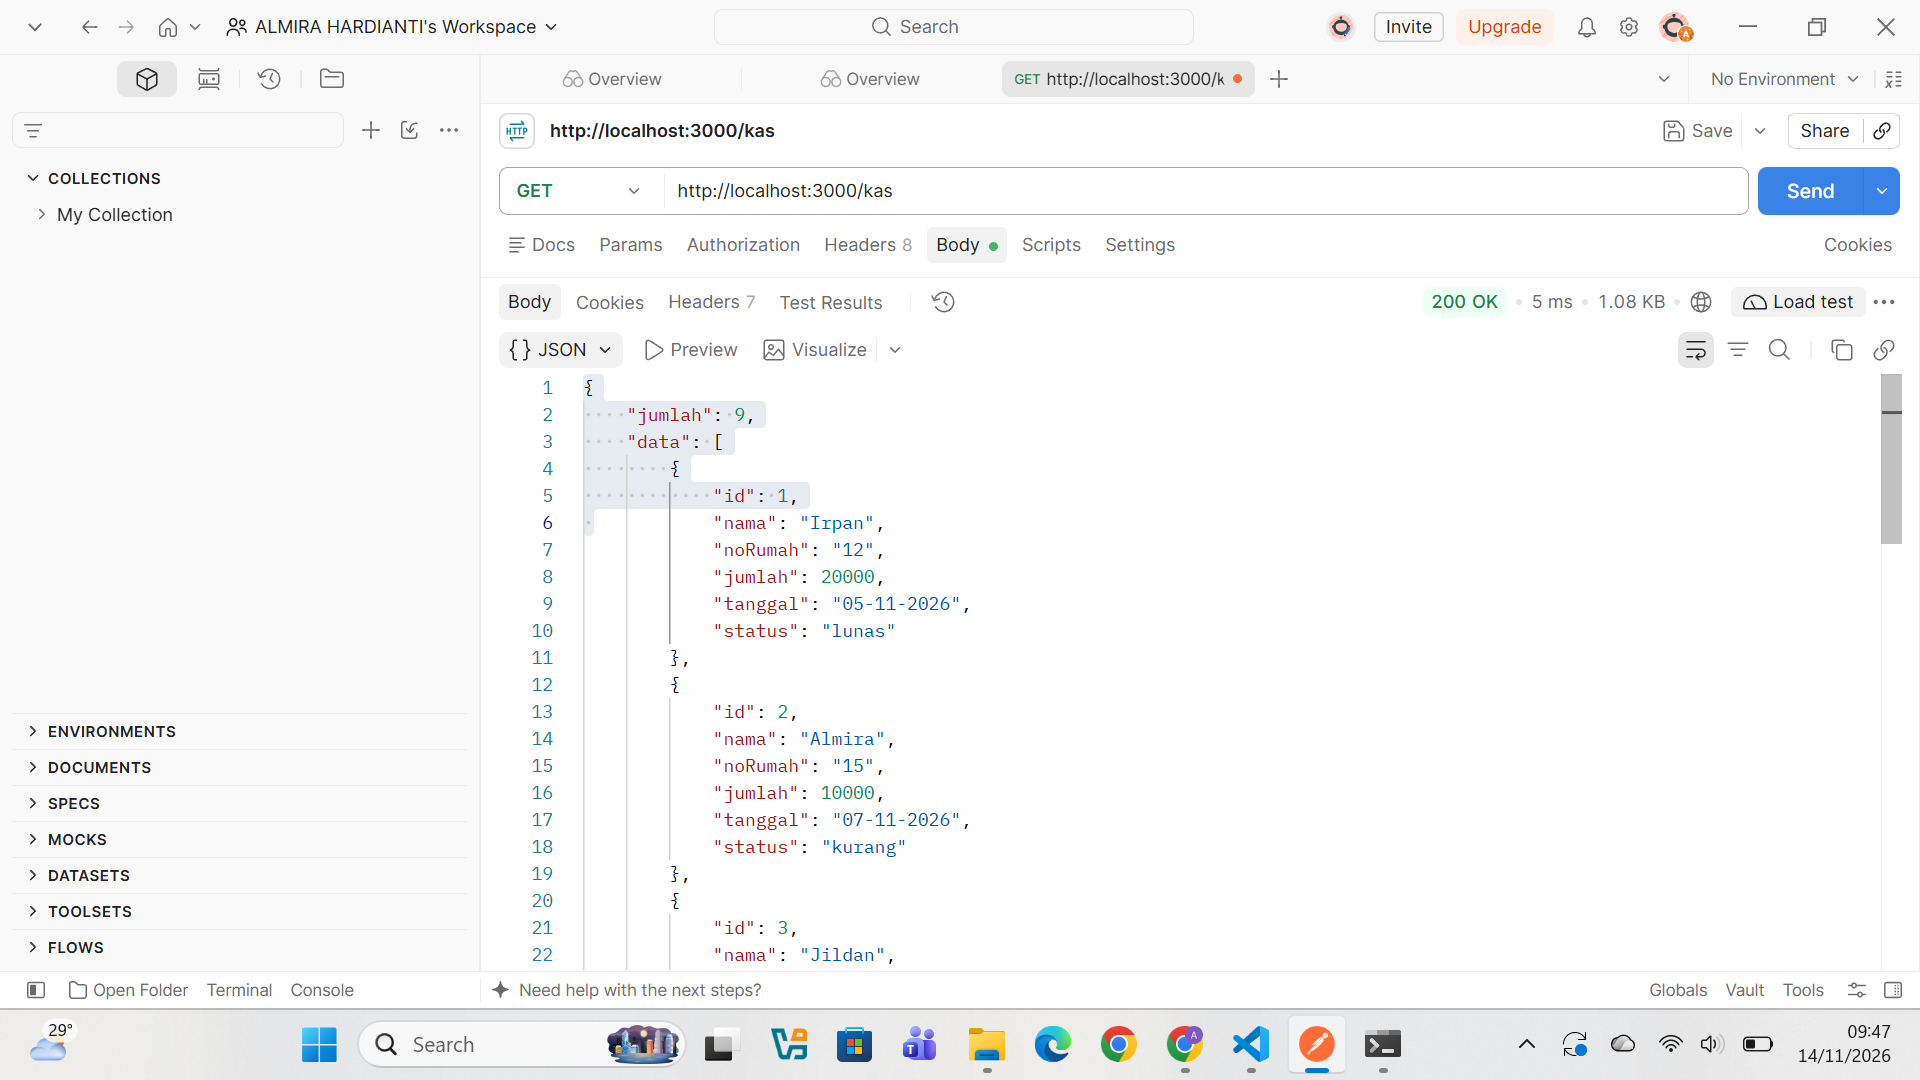 ALMIRA HARDIANTI's Workspace
Search
Invite
Upgrade
Overview
Overview
GET http://localhost:3000/k
No Environment
HTTP http://localhost:3000/kas
Save
Share
COLLECTIONS
My Collection
GET
http://localhost:3000/kas
Send
Docs
Params
Authorization
Headers 8
Body
Scripts
Settings
Cookies
Body
Cookies
Headers 7
Test Results
200 OK
5 ms
1.08 KB
Load test
{} JSON
Preview
Visualize
1 {
2 "jumlah": 9,
3 "data": [
4 {
5 "id": 1,
6 "nama": "Irpan",
7 "noRumah": "12",
8 "jumlah": 20000,
9 "tanggal": "05-11-2026",
10 "status": "lunas"
11 },
12 {
13 "id": 2,
14 "nama": "Almira",
15 "noRumah": "15",
16 "jumlah": 10000,
17 "tanggal": "07-11-2026",
18 "status": "kurang"
19 },
20 {
21 "id": 3,
22 "nama": "Jildan",
ENVIRONMENTS
DOCUMENTS
SPECS
MOCKS
DATASETS
TOOLSETS
FLOWS
Open Folder
Terminal
Console
Need help with the next steps?
Globals
Vault
Tools
29°
Search
09:47
14/11/2026